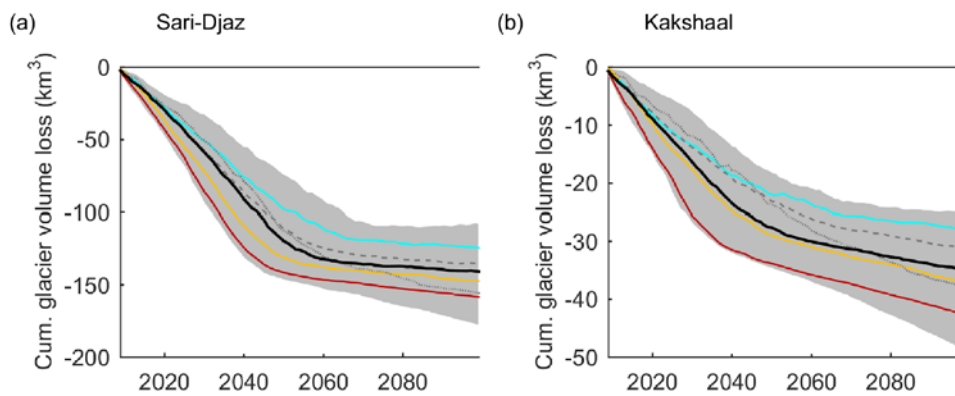 (a) Sari-Djaz
Cum. glacier volume loss (km³)
0
-50
-100
-150
-200
2020 2040 2060 2080
(b) Kakshaal
Cum. glacier volume loss (km³)
0
-10
-20
-30
-40
-50
2020 2040 2060 2080